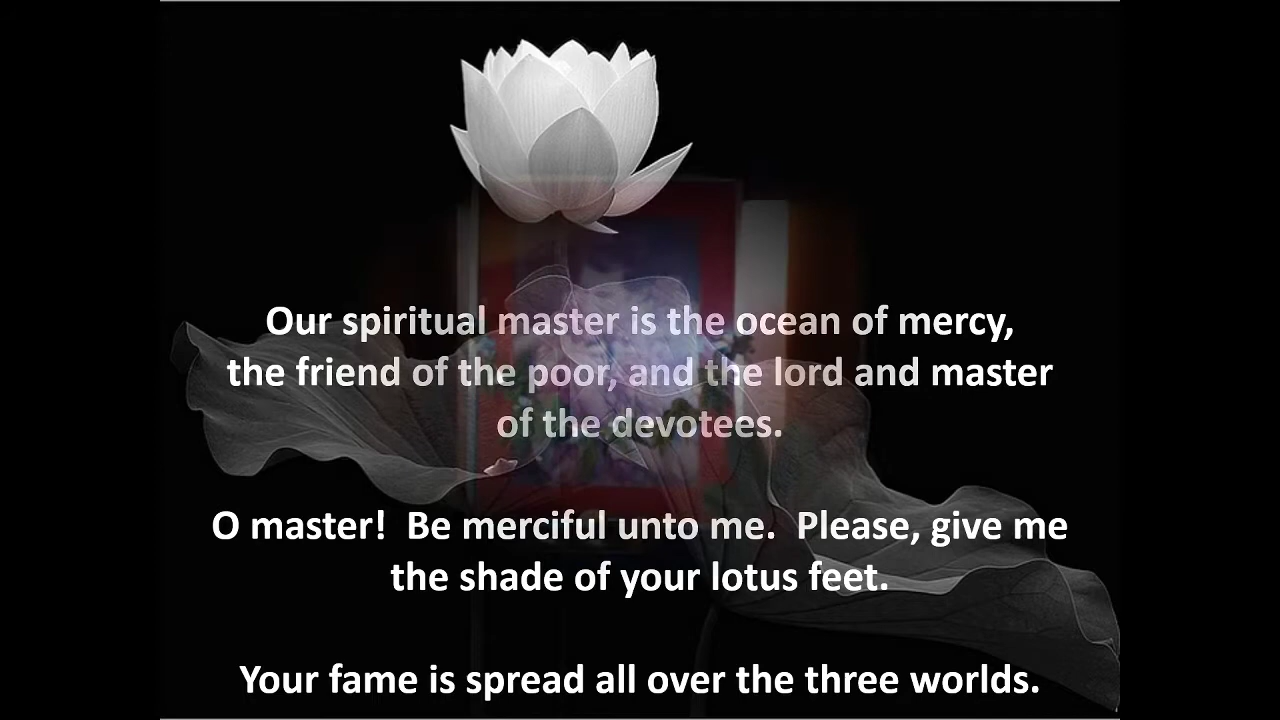 Our spiritual master is the ocean of mercy,
the friend of the poor, and the lord and master
of the devotees.
O master!  Be merciful unto me.  Please, give me
the shade of your lotus feet.
Your fame is spread all over the three worlds.